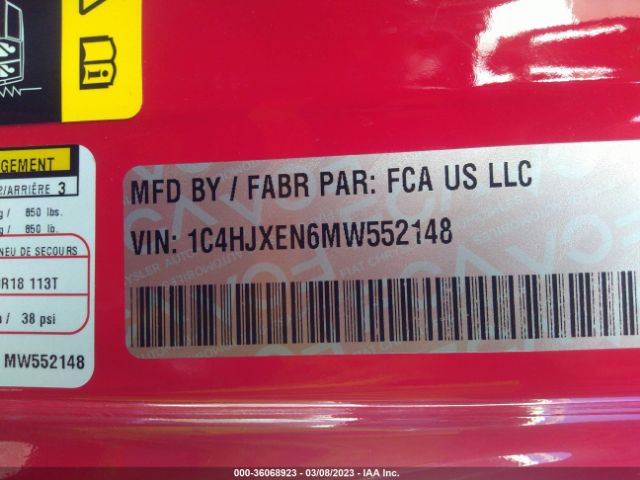 GEMENT
/ARRIÈRE 3
g / 850 lbs.
g / 850 lb.
NEU DE SECOURS
R18 113T
/ 38 psi
MW552148
MFD BY / FABR PAR: FCA US LLC
VIN: 1C4HJXEN6MW552148
000-36068923 — 03/08/2023 — IAA Inc.